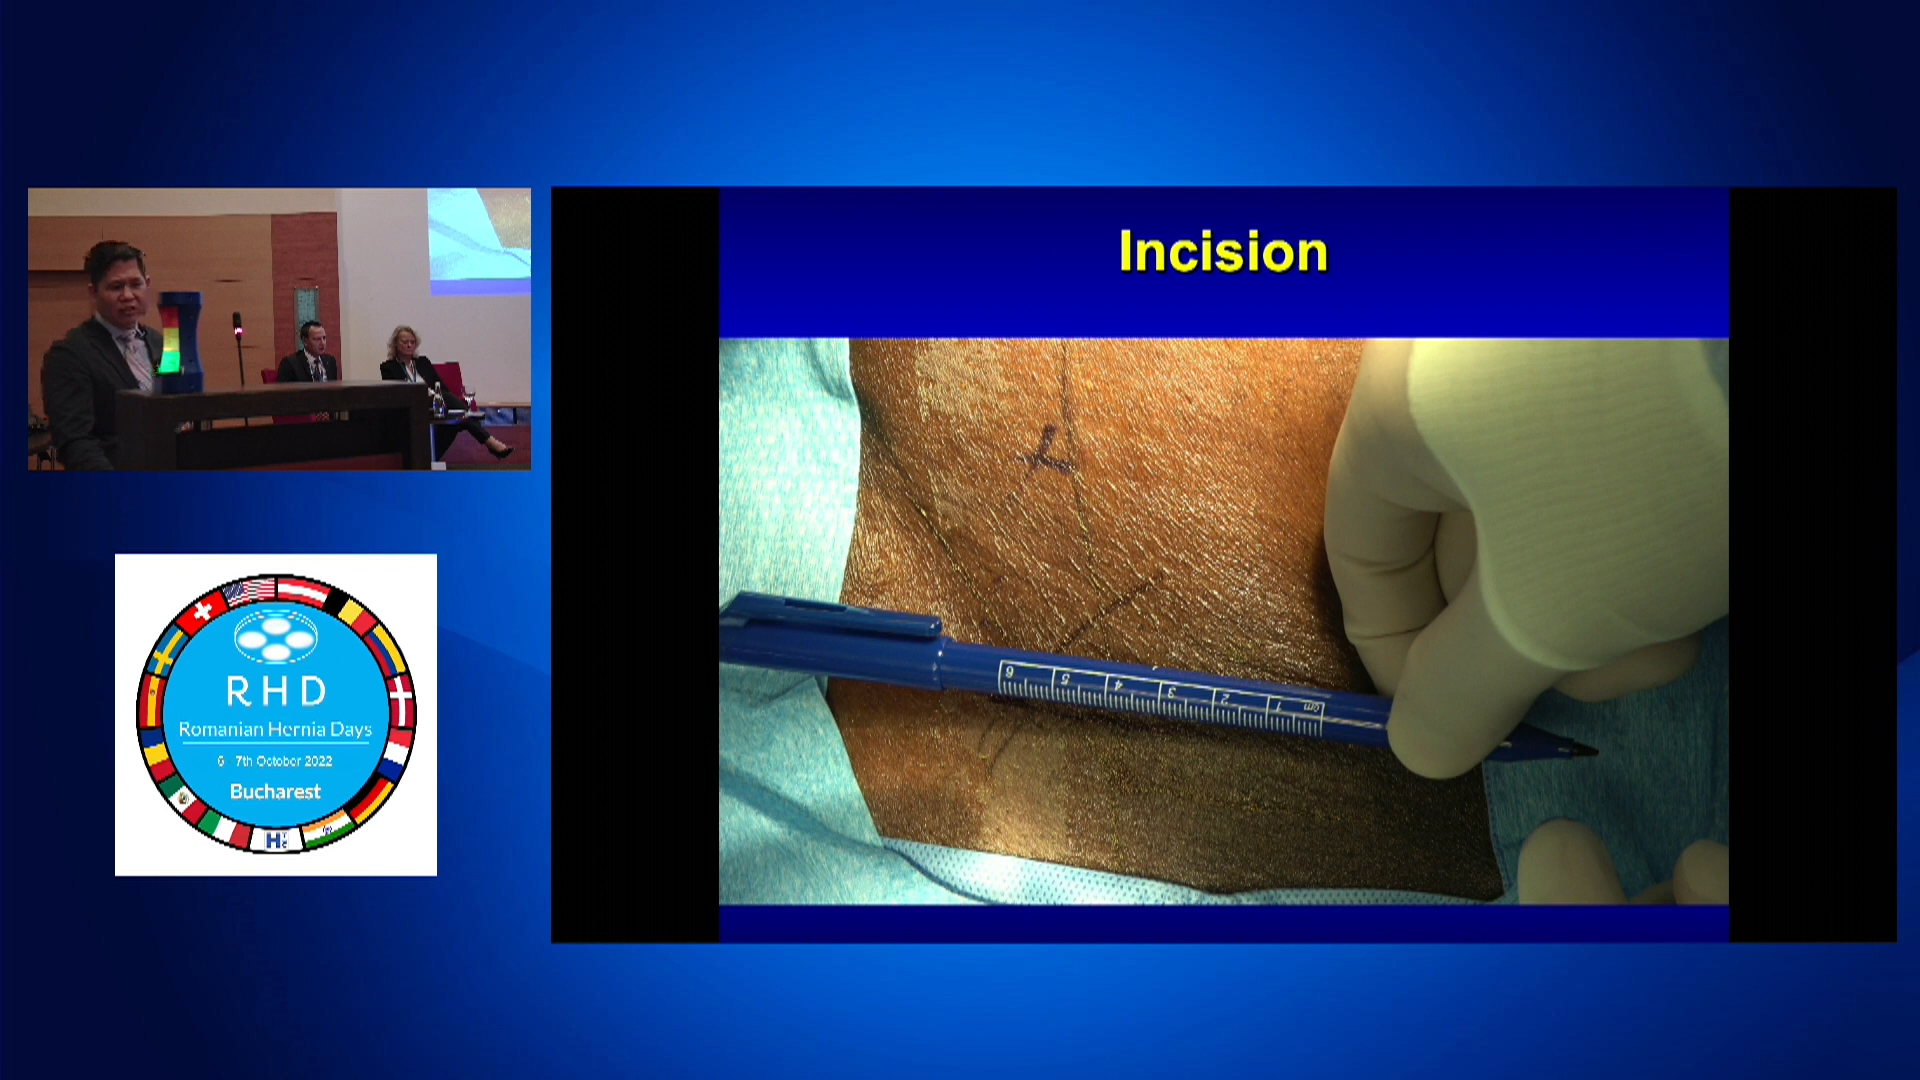 Incision
6 5 4 3 2 1 cm
RHD
Romanian Hernia Days
6 - 7th October 2022
Bucharest